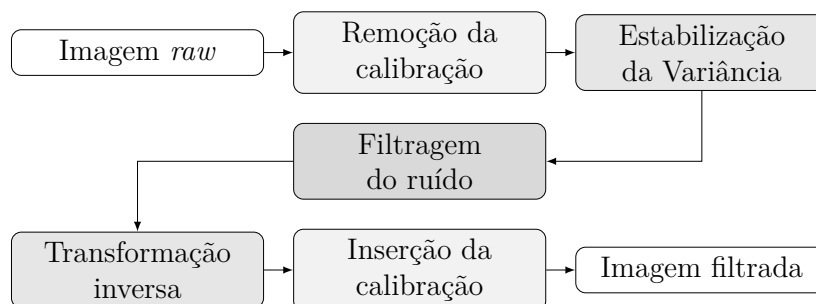 Imagem raw
Remoção da
calibração
Estabilização
da Variância
Filtragem
do ruído
Transformação
inversa
Inserção da
calibração
Imagem filtrada